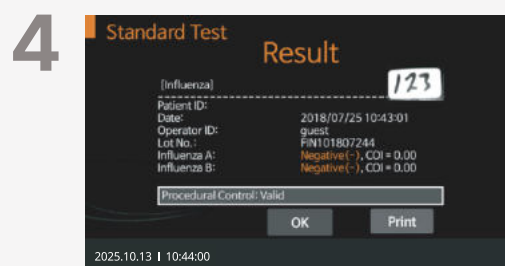 4
Standard Test
Result
[Influenza]
123
Patient ID:
Date: 2018/07/25 10:43:01
Operator ID: guest
Lot No.: FIN101807244
Influenza A: Negative(-), COI = 0.00
Influenza B: Negative(-), COI = 0.00
Procedural Control: Valid
OK Print
2025.10.13 | 10:44:00